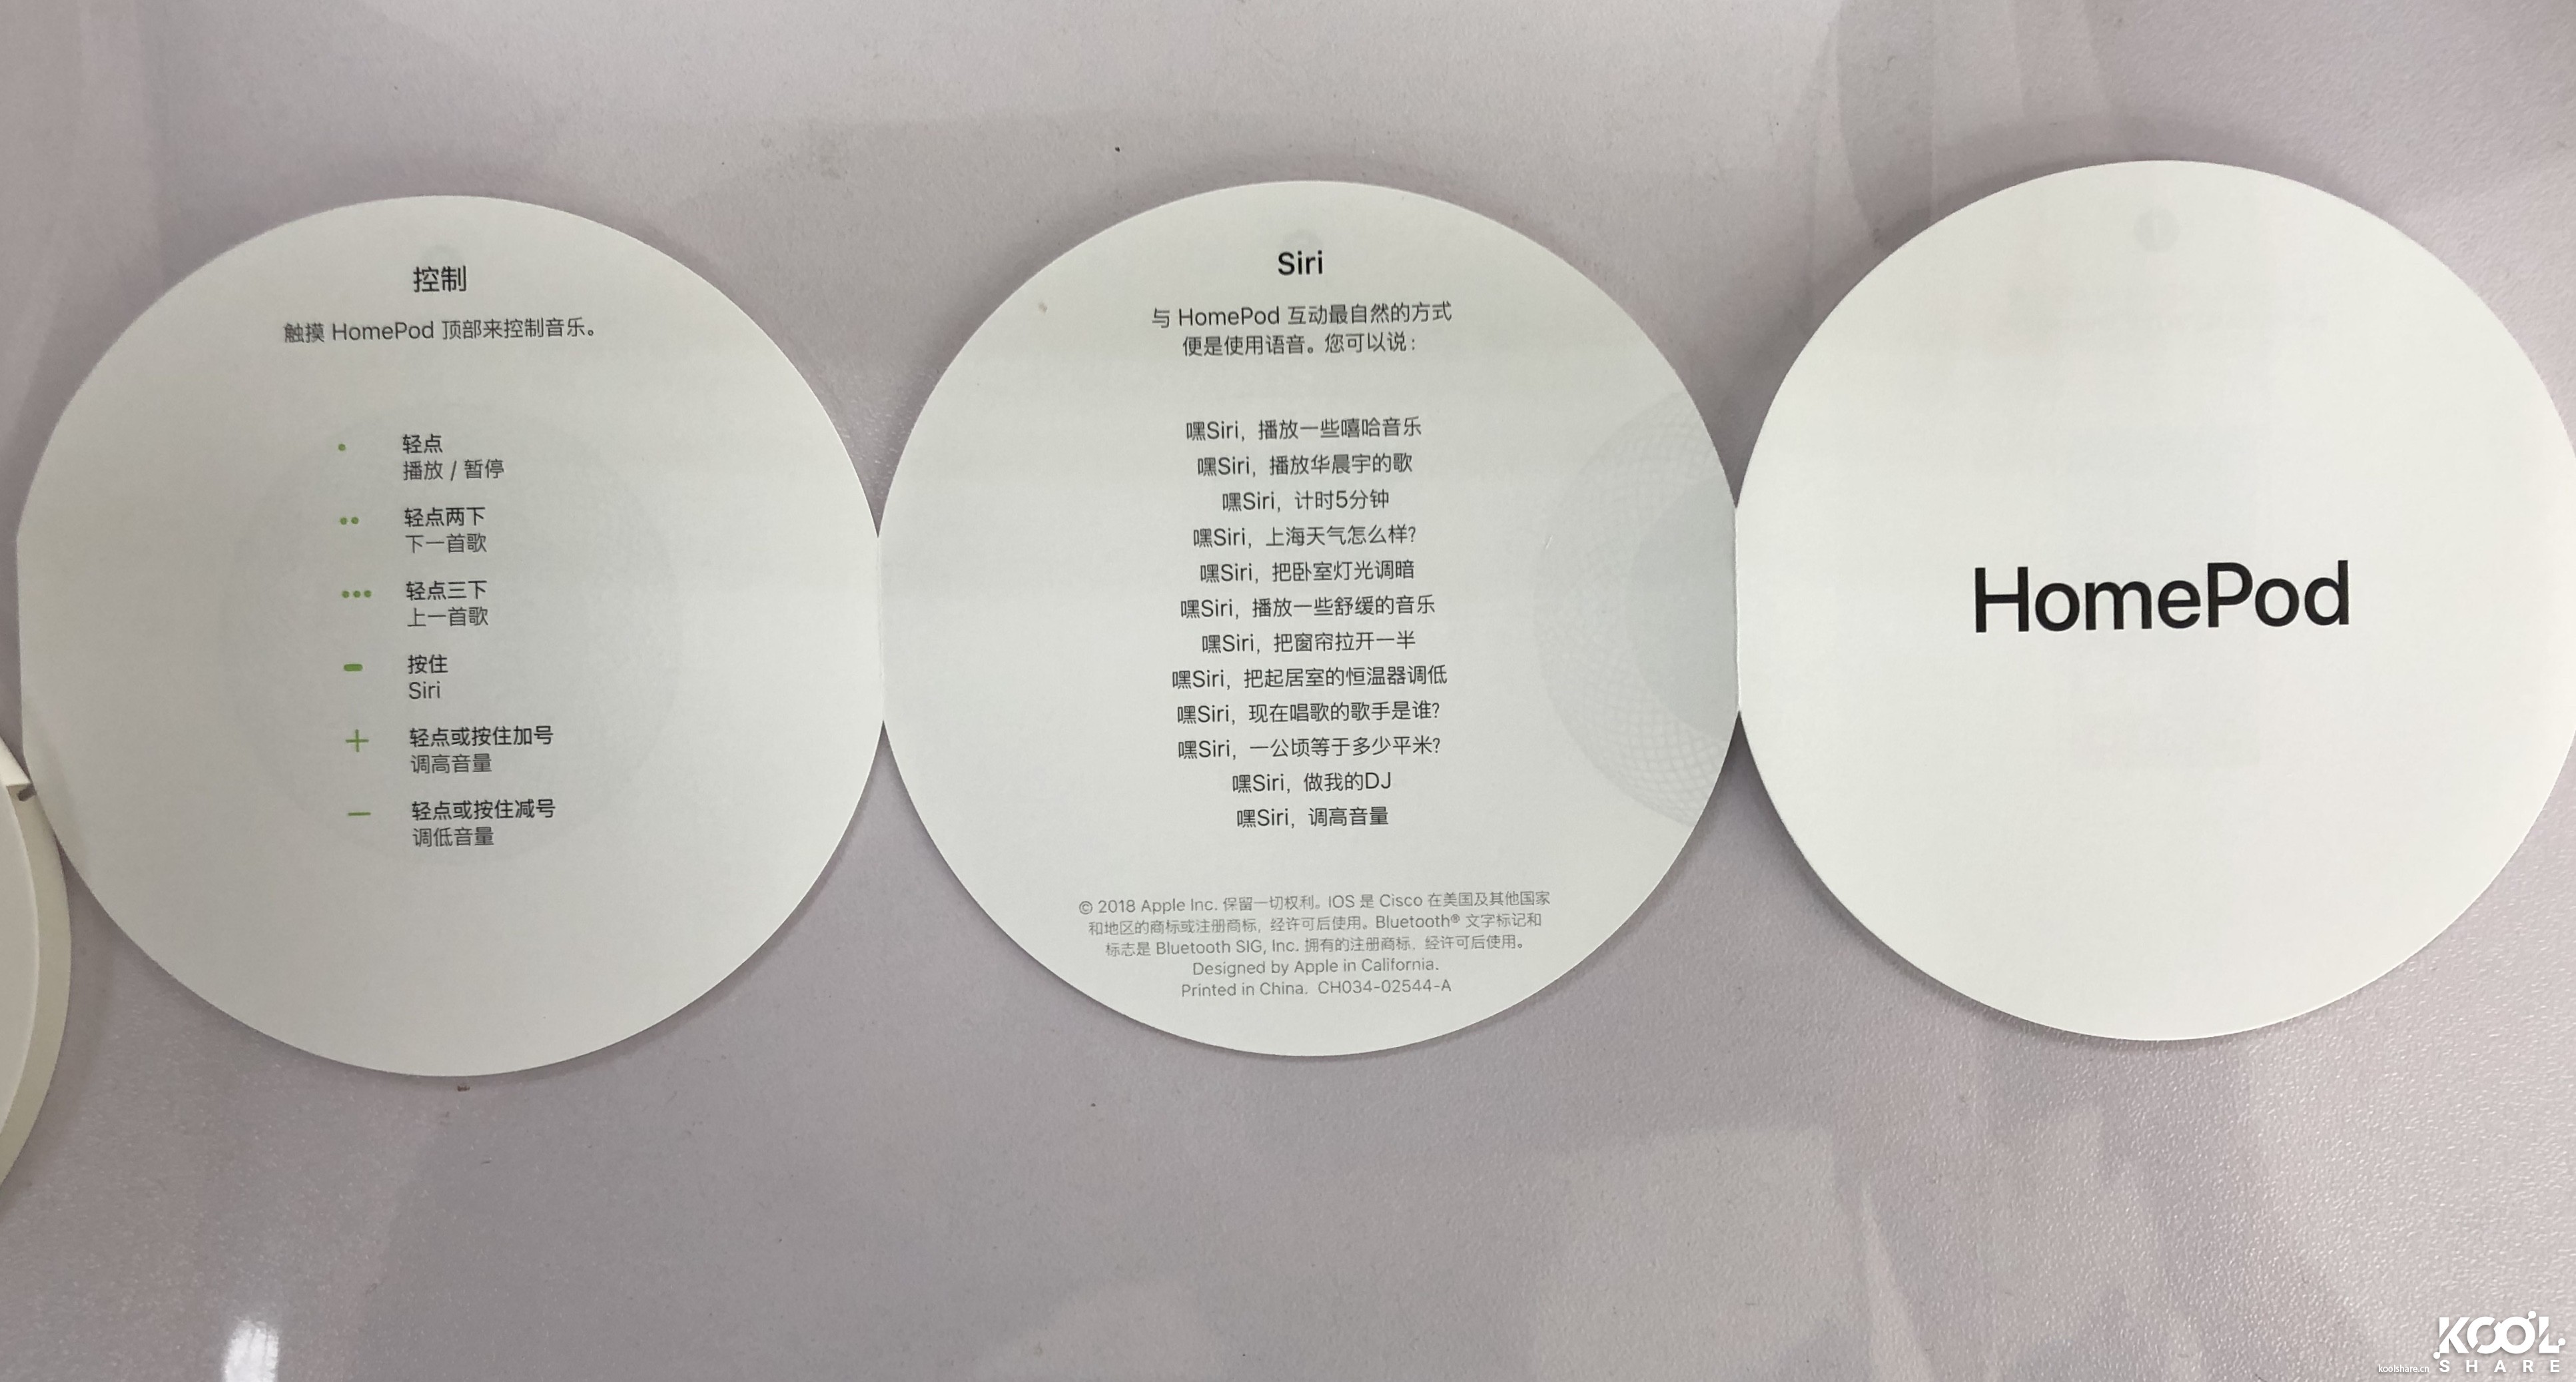 控制
触摸 HomePod 顶部来控制音乐。
轻点
播放 / 暂停
轻点两下
下一首歌
轻点三下
上一首歌
按住
Siri
轻点或按住加号
调高音量
轻点或按住减号
调低音量
Siri
与 HomePod 互动最自然的方式
便是使用语音。您可以说：
嘿Siri，播放一些嘻哈音乐
嘿Siri，播放华晨宇的歌
嘿Siri，计时5分钟
嘿Siri，上海天气怎么样?
嘿Siri，把卧室灯光调暗
嘿Siri，播放一些舒缓的音乐
嘿Siri，把窗帘拉开一半
嘿Siri，把起居室的恒温器调低
嘿Siri，现在唱歌的歌手是谁?
嘿Siri，一公顷等于多少平米?
嘿Siri，做我的DJ
嘿Siri，调高音量
© 2018 Apple Inc. 保留一切权利。IOS 是 Cisco 在美国及其他国家
和地区的商标或注册商标，经许可后使用。Bluetooth® 文字标记和
标志是 Bluetooth SIG, Inc. 拥有的注册商标，经许可后使用。
Designed by Apple in California.
Printed in China. CH034-02544-A
HomePod
KOOL
koolshare.cn SHARE